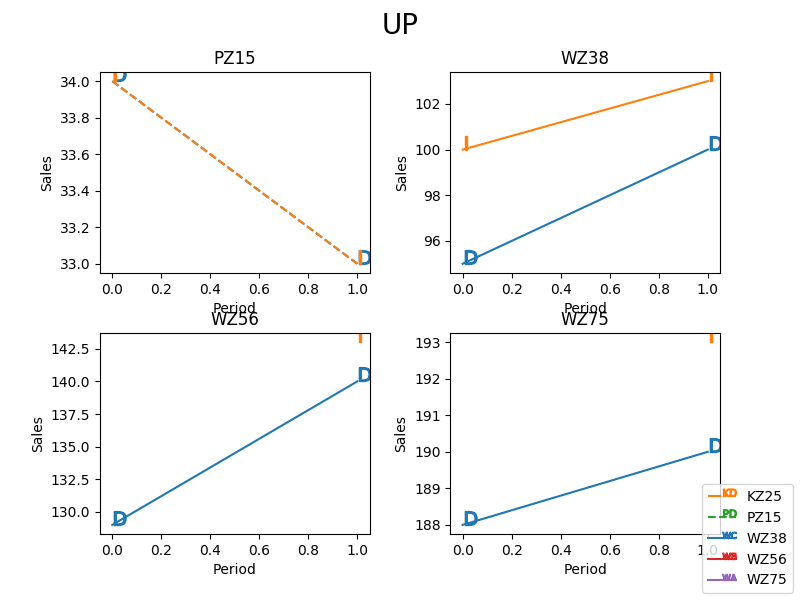 UP
PZ15
WZ38
34.0
33.8
33.6
33.4
33.2
33.0
Sales
I
D
I
D
0.0 0.2 0.4 0.6 0.8 1.0
Period
102
100
98
96
Sales
I
I
D
D
0.0 0.2 0.4 0.6 0.8 1.0
Period
WZ56
WZ75
142.5
140.0
137.5
135.0
132.5
130.0
Sales
I
D
D
0.0 0.2 0.4 0.6 0.8 1.0
Period
193
192
191
190
189
188
Sales
I
D
D
0.0 0.2 0.4 0.6 0.8 1.0
Period
KD KZ25
PD PZ15
WC WZ38
WB WZ56
WA WZ75